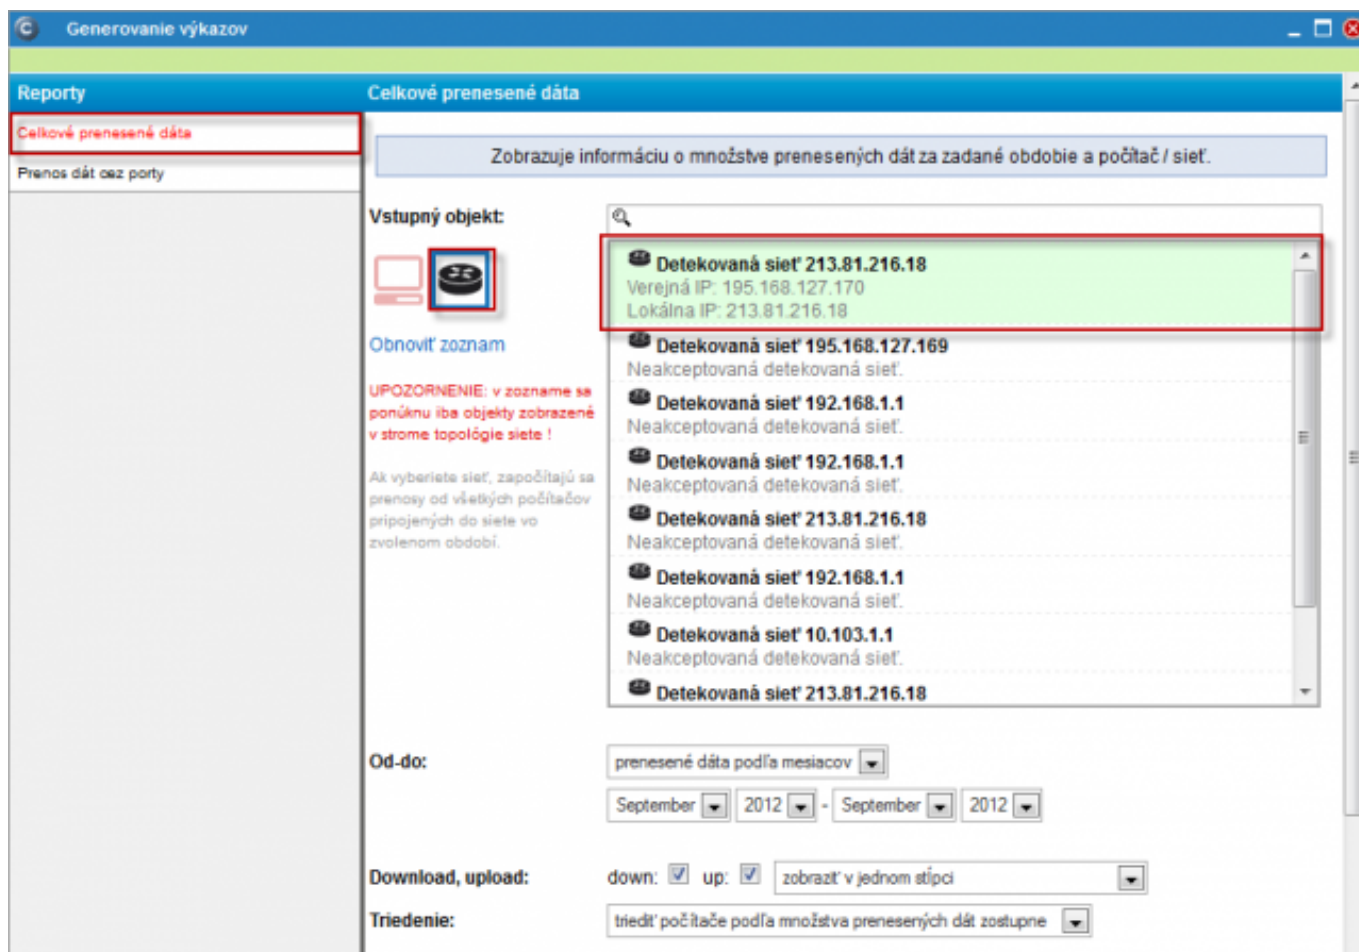 Generovanie výkazov
Reporty
Celkové prenesené dáta
Celkové prenesené dáta
Prenos dát cez porty
Zobrazuje informáciu o množstve prenesených dát za zadané obdobie a počítač / sieť.
Vstupný objekt:
Obnoviť zoznam
UPOZORNENIE: v zozname sa
ponúknu iba objekty zobrazené
v strome topológie siete !
Ak vyberiete sieť, započítajú sa
prenosy od všetkých počítačov
pripojených do siete vo
zvolenom období.
Detekovaná sieť 213.81.216.18
Verejná IP: 195.168.127.170
Lokálna IP: 213.81.216.18
Detekovaná sieť 195.168.127.169
Neakceptovaná detekovaná sieť.
Detekovaná sieť 192.168.1.1
Neakceptovaná detekovaná sieť.
Detekovaná sieť 192.168.1.1
Neakceptovaná detekovaná sieť.
Detekovaná sieť 213.81.216.18
Neakceptovaná detekovaná sieť.
Detekovaná sieť 192.168.1.1
Neakceptovaná detekovaná sieť.
Detekovaná sieť 10.103.1.1
Neakceptovaná detekovaná sieť.
Detekovaná sieť 213.81.216.18
Od-do: prenesené dáta podľa mesiacov
September 2012 - September 2012
Download, upload: down: up: zobraziť v jednom stĺpci
Triedenie: triediť počítače podľa množstva prenesených dát zostupne